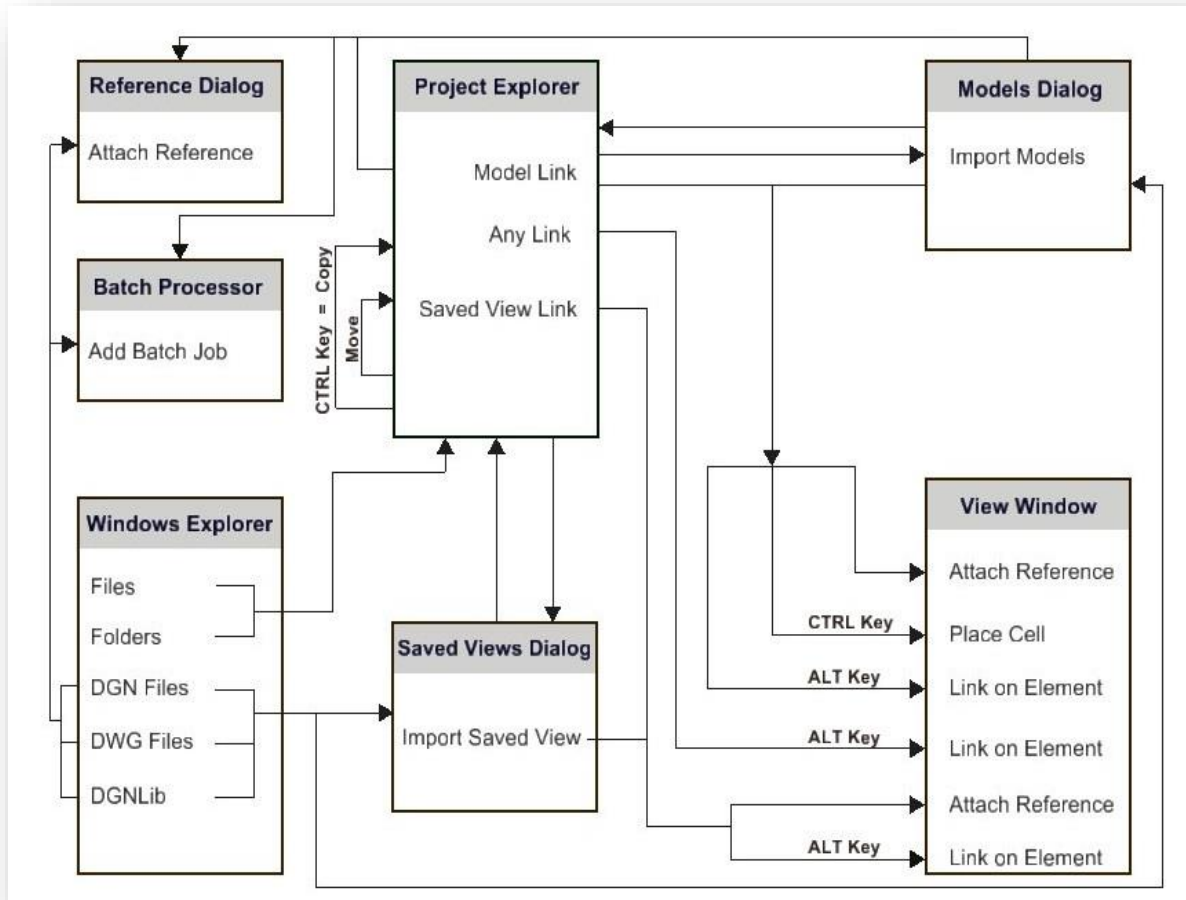 Reference Dialog
Attach Reference
Batch Processor
Add Batch Job
Project Explorer
Model Link
Any Link
Saved View Link
CTRL Key = Copy
Move
Models Dialog
Import Models
Windows Explorer
Files
Folders
DGN Files
DWG Files
DGNLib
Saved Views Dialog
Import Saved View
View Window
Attach Reference
CTRL Key
Place Cell
ALT Key
Link on Element
ALT Key
Link on Element
Attach Reference
ALT Key
Link on Element